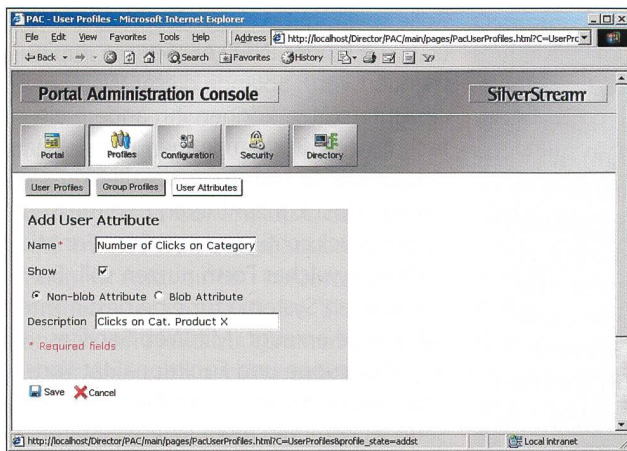 PAC - User Profiles - Microsoft Internet Explorer
File Edit View Favorites Tools Help Address http://localhost/Director/PAC/main/pages/PacUserProfiles.html?C=UserPrc
Back Search Favorites History
Portal Administration Console SilverStream
Portal Profiles Configuration Security Directory
User Profiles Group Profiles User Attributes
Add User Attribute
Name* Number of Clicks on Category
Show
Non-blob Attribute Blob Attribute
Description Clicks on Cat. Product X
* Required fields
Save Cancel
http://localhost/Director/PAC/main/pages/PacUserProfiles.html?C=UserProfiles&profile_state=addst Local intranet